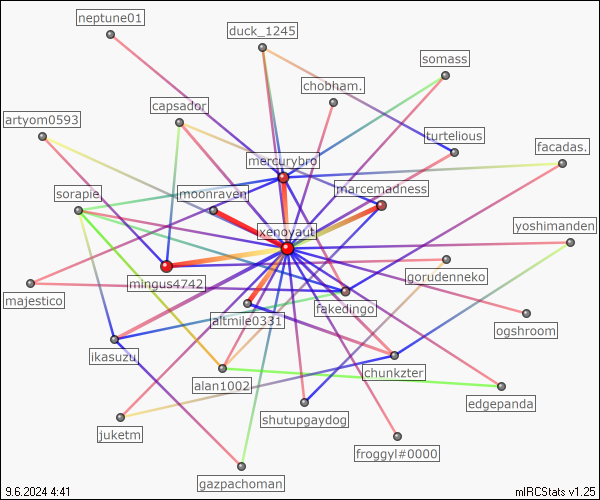 neptune01
duck_1245
somass
chobham.
capsador
artyom0593
turtelious
mercurybro
facadas.
marcemadness
sorapie
moonraven
xenoyaut
yoshimanden
gorudenneko
mingus4742
majestico
fakedingo
ogshroom
altmile0331
ikasuzu
chunkzter
alan1002
edgepanda
shutupgaydog
juketm
froggyl#0000
gazpachoman
9.6.2024 4:41
mIRCStats v1.25